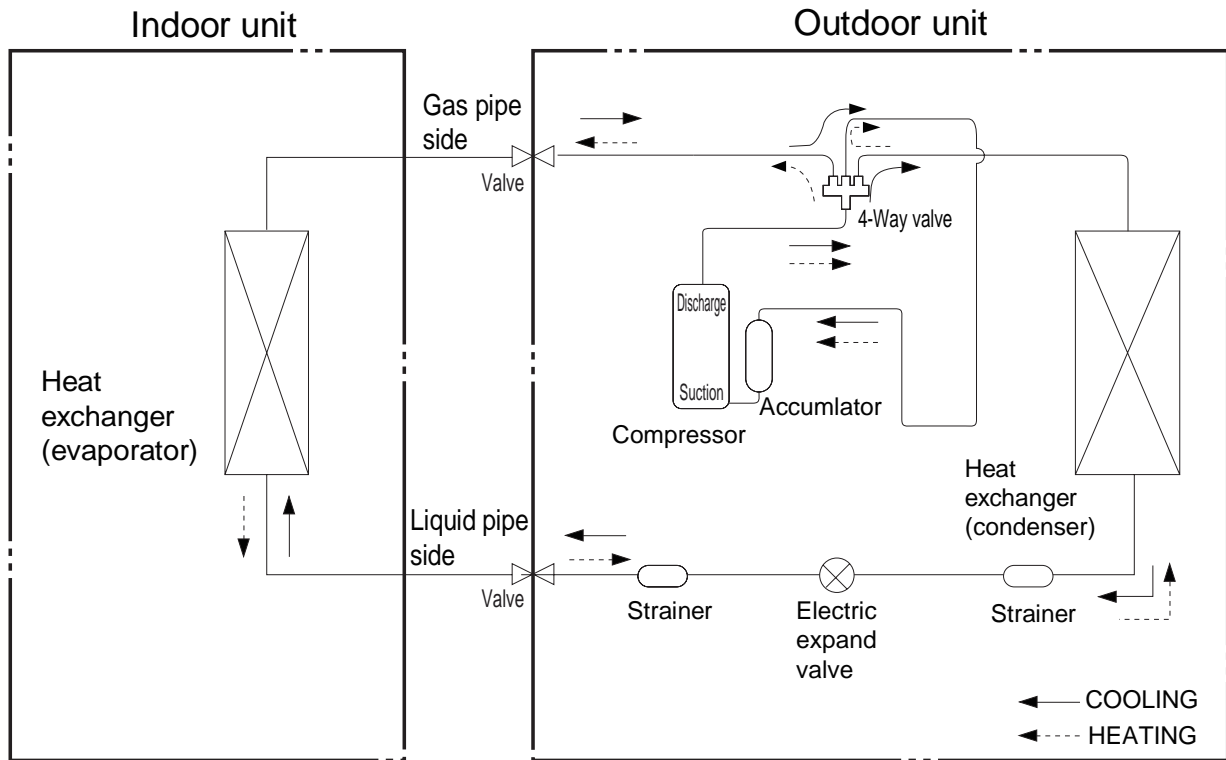 Indoor unit
Outdoor unit
Gas pipe
side
Valve
4-Way valve
Discharge
Suction
Accumlator
Compressor
Heat
exchanger
(evaporator)
Heat
exchanger
(condenser)
Liquid pipe
side
Valve
Strainer
Electric
expand
valve
Strainer
COOLING
HEATING